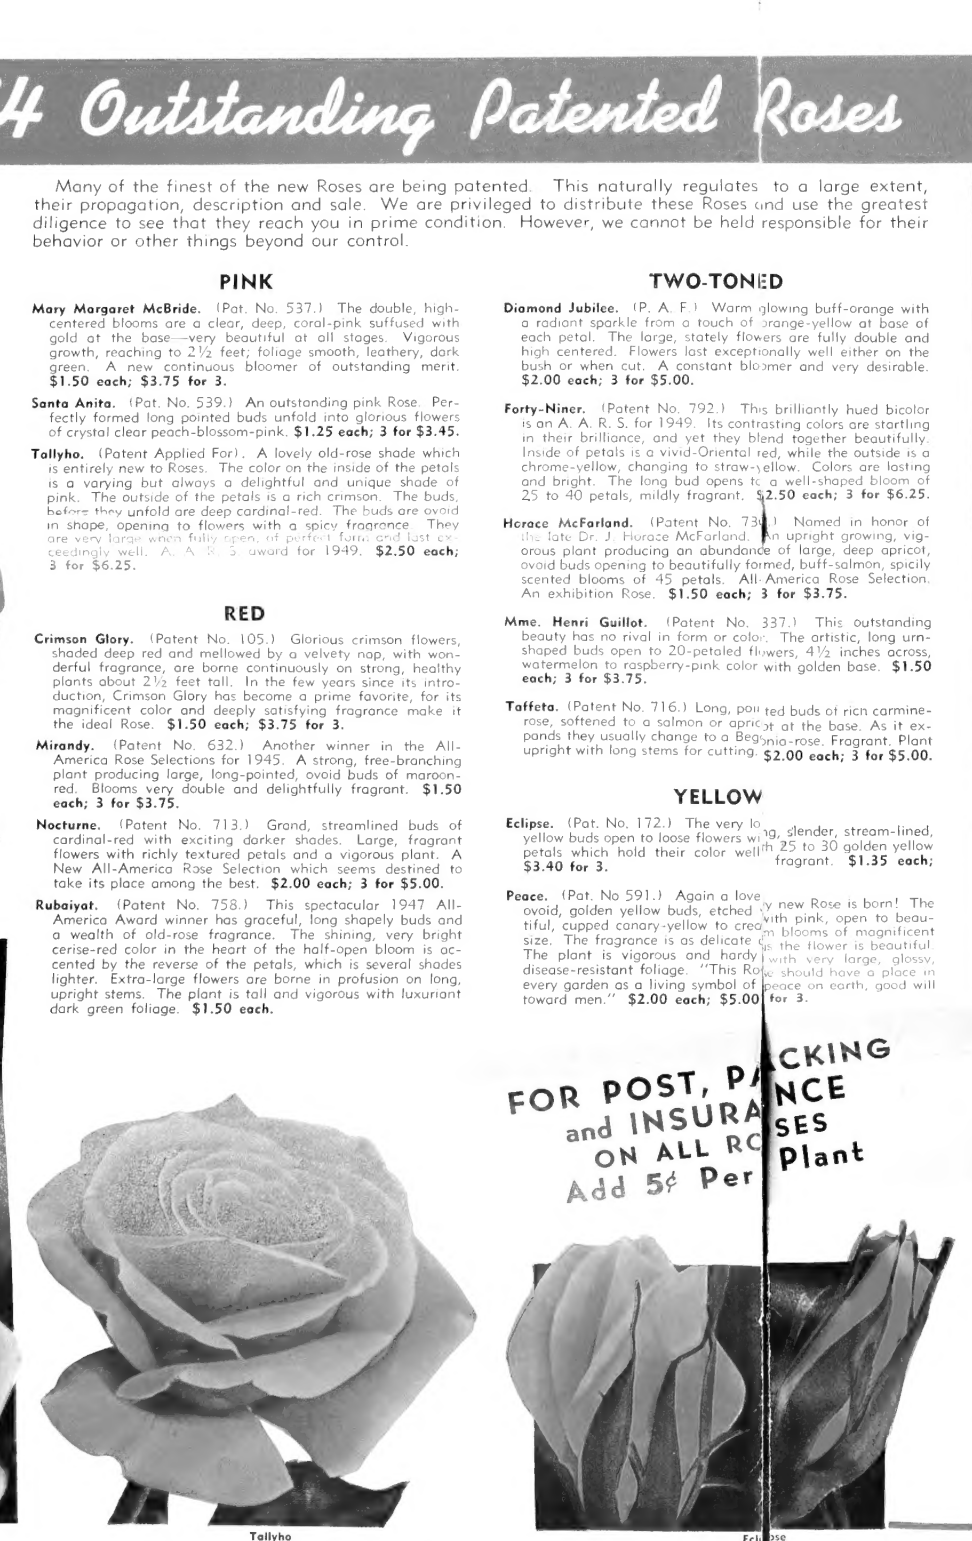 4 Outstanding Patented Roses
Many of the finest of the new Roses are being patented. This naturally regulates to a large extent,
their propagation, description and sale. We are privileged to distribute these Roses and use the greatest
diligence to see that they reach you in prime condition. However, we cannot be held responsible for their
behavior or other things beyond our control.
PINK
Mary Margaret McBride. (Pat. No. 537.) The double, high-
centered blooms are a clear, deep, coral-pink suffused with
gold at the base—very beautiful at all stages. Vigorous
growth, reaching to 2½ feet; foliage smooth, leathery, dark
green. A new continuous bloomer of outstanding merit.
$1.50 each; $3.75 for 3.
Santa Anita. (Pat. No. 539.) An outstanding pink Rose. Per-
fectly formed long pointed buds unfold into glorious flowers
of crystal clear peach-blossom-pink. $1.25 each; 3 for $3.45.
Tallyho. (Patent Applied For). A lovely old-rose shade which
is entirely new to Roses. The color on the inside of the petals
is a varying but always a delightful and unique shade of
pink. The outside of the petals is a rich crimson. The buds,
before they unfold are deep cardinal-red. The buds are ovoid
in shape, opening to flowers with a spicy fragrance. They
are very large when fully open, of perfect form and last ex-
ceedingly well. A. A. R. S. award for 1949. $2.50 each;
3 for $6.25.
RED
Crimson Glory. (Patent No. 105.) Glorious crimson flowers,
shaded deep red and mellowed by a velvety nap, with won-
derful fragrance, are borne continuously on strong, healthy
plants about 2½ feet tall. In the few years since its intro-
duction, Crimson Glory has become a prime favorite, for its
magnificent color and deeply satisfying fragrance make it
the ideal Rose. $1.50 each; $3.75 for 3.
Mirandy. (Patent No. 632.) Another winner in the All-
America Rose Selections for 1945. A strong, free-branching
plant producing large, long-pointed, ovoid buds of maroon-
red. Blooms very double and delightfully fragrant. $1.50
each; 3 for $3.75.
Nocturne. (Patent No. 713.) Grand, streamlined buds of
cardinal-red with exciting darker shades. Large, fragrant
flowers with richly textured petals and a vigorous plant. A
New All-America Rose Selection which seems destined to
take its place among the best. $2.00 each; 3 for $5.00.
Rubaiyat. (Patent No. 758.) This spectacular 1947 All-
America Award winner has graceful, long shapely buds and
a wealth of old-rose fragrance. The shining, very bright
cerise-red color in the heart of the half-open bloom is ac-
cented by the reverse of the petals, which is several shades
lighter. Extra-large flowers are borne in profusion on long,
upright stems. The plant is tall and vigorous with luxuriant
dark green foliage. $1.50 each.
TWO-TONED
Diamond Jubilee. (P. A. F.) Warm glowing buff-orange with
a radiant sparkle from a touch of orange-yellow at base of
each petal. The large, stately flowers are fully double and
high centered. Flowers last exceptionally well either on the
bush or when cut. A constant bloomer and very desirable.
$2.00 each; 3 for $5.00.
Forty-Niner. (Patent No. 792.) This brilliantly hued bicolor
is an A. A. R. S. for 1949. Its contrasting colors are startling
in their brilliance, and yet they blend together beautifully.
Inside of petals is a vivid-Oriental red, while the outside is a
chrome-yellow, changing to straw-yellow. Colors are lasting
and bright. The long bud opens to a well-shaped bloom of
25 to 40 petals, mildly fragrant. $2.50 each; 3 for $6.25.
Horace McFarland. (Patent No. 73 .) Named in honor of
the late Dr. J. Horace McFarland. An upright growing, vig-
orous plant producing an abundance of large, deep apricot,
ovoid buds opening to beautifully formed, buff-salmon, spicily
scented blooms of 45 petals. All-America Rose Selection.
An exhibition Rose. $1.50 each; 3 for $3.75.
Mme. Henri Guillot. (Patent No. 337.) This outstanding
beauty has no rival in form or color. The artistic, long urn-
shaped buds open to 20-petaled flowers, 4½ inches across,
watermelon to raspberry-pink color with golden base. $1.50
each; 3 for $3.75.
Taffeta. (Patent No. 716.) Long, pointed buds of rich carmine-
rose, softened to a salmon or apricot at the base. As it ex-
pands they usually change to a Begonia-rose. Fragrant. Plant
upright with long stems for cutting. $2.00 each; 3 for $5.00.
YELLOW
Eclipse. (Pat. No. 172.) The very long, slender, stream-lined,
yellow buds open to loose flowers with 25 to 30 golden yellow
petals which hold their color well fragrant. $1.35 each;
$3.40 for 3.
Peace. (Pat. No 591.) Again a lovely new Rose is born! The
ovoid, golden yellow buds, etched with pink, open to beau-
tiful, cupped canary-yellow to cream blooms of magnificent
size. The fragrance is as delicate as the flower is beautiful.
The plant is vigorous and hardy with very large, glossy,
disease-resistant foliage. "This Rose should have a place in
every garden as a living symbol of peace on earth, good will
toward men." $2.00 each; $5.00 for 3.
FOR POST, PACKING
and INSURANCE
ON ALL ROSES
Add 5¢ Per Plant
Tallyho
Eclipse